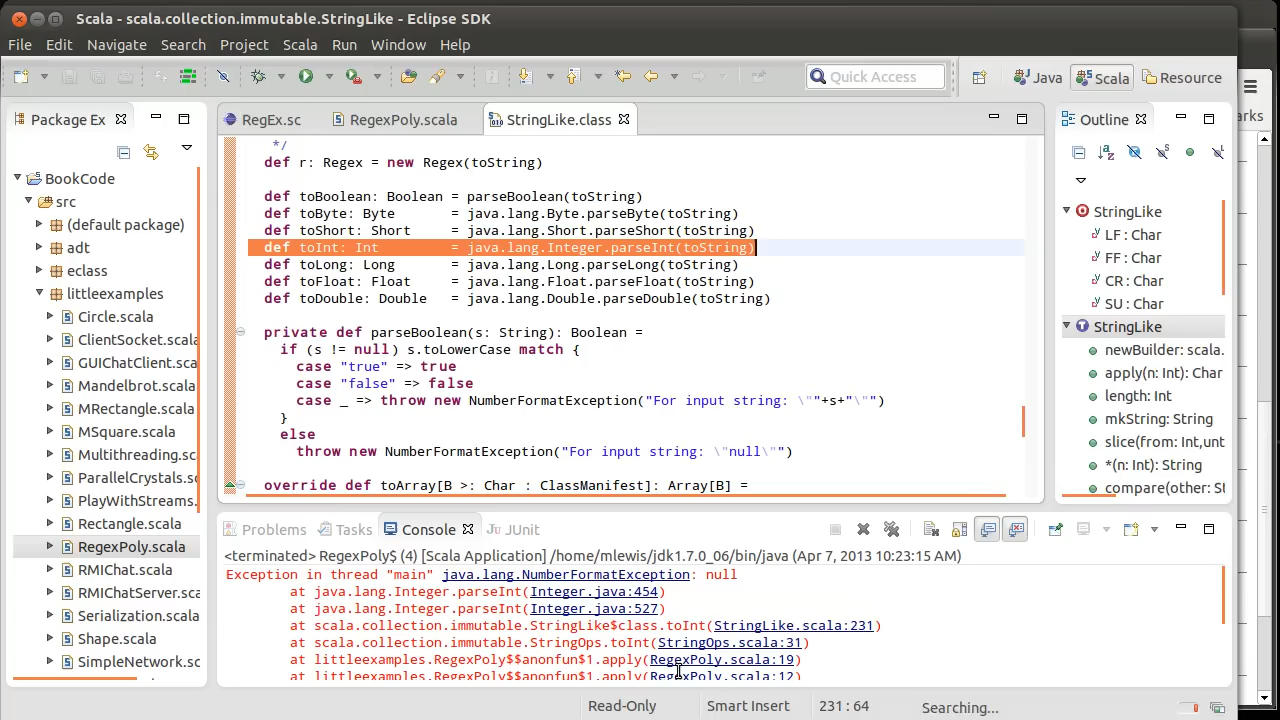 Scala - scala.collection.immutable.StringLike - Eclipse SDK
File Edit Navigate Search Project Scala Run Window Help
Quick Access
Java
Scala
Resource
Package Ex
BookCode
src
(default package)
adt
eclass
littleexamples
Circle.scala
ClientSocket.scala
GUIChatClient.scala
Mandelbrot.scala
MRectangle.scala
MSquare.scala
Multithreading.sc
ParallelCrystals.sc
PlayWithStreams.
Rectangle.scala
RegexPoly.scala
RMIChat.scala
RMIChatServer.sca
Serialization.scala
Shape.scala
SimpleNetwork.sc
RegEx.sc
RegexPoly.scala
StringLike.class
*/
def r: Regex = new Regex(toString)
def toBoolean: Boolean = parseBoolean(toString)
def toByte: Byte       = java.lang.Byte.parseByte(toString)
def toShort: Short     = java.lang.Short.parseShort(toString)
def toInt: Int         = java.lang.Integer.parseInt(toString)
def toLong: Long       = java.lang.Long.parseLong(toString)
def toFloat: Float     = java.lang.Float.parseFloat(toString)
def toDouble: Double   = java.lang.Double.parseDouble(toString)
private def parseBoolean(s: String): Boolean =
if (s != null) s.toLowerCase match {
case "true" => true
case "false" => false
case _ => throw new NumberFormatException("For input string: \""+s+"\"")
}
else
throw new NumberFormatException("For input string: \"null\"")
override def toArray[B >: Char : ClassManifest]: Array[B] =
Outline
StringLike
LF : Char
FF : Char
CR : Char
SU : Char
StringLike
newBuilder: scala.
apply(n: Int): Char
length: Int
mkString: String
slice(from: Int,unt
*(n: Int): String
compare(other: St
arks
Problems
Tasks
Console
JUnit
<terminated> RegexPoly$ (4) [Scala Application] /home/mlewis/jdk1.7.0_06/bin/java (Apr 7, 2013 10:23:15 AM)
Exception in thread "main" java.lang.NumberFormatException: null
at java.lang.Integer.parseInt(Integer.java:454)
at java.lang.Integer.parseInt(Integer.java:527)
at scala.collection.immutable.StringLike$class.toInt(StringLike.scala:231)
at scala.collection.immutable.StringOps.toInt(StringOps.scala:31)
at littleexamples.RegexPoly$$anonfun$1.apply(RegexPoly.scala:19)
at littleexamples.RegexPoly$$anonfun$1.apply(RegexPoly.scala:12)
Read-Only
Smart Insert
231 : 64
Searching...